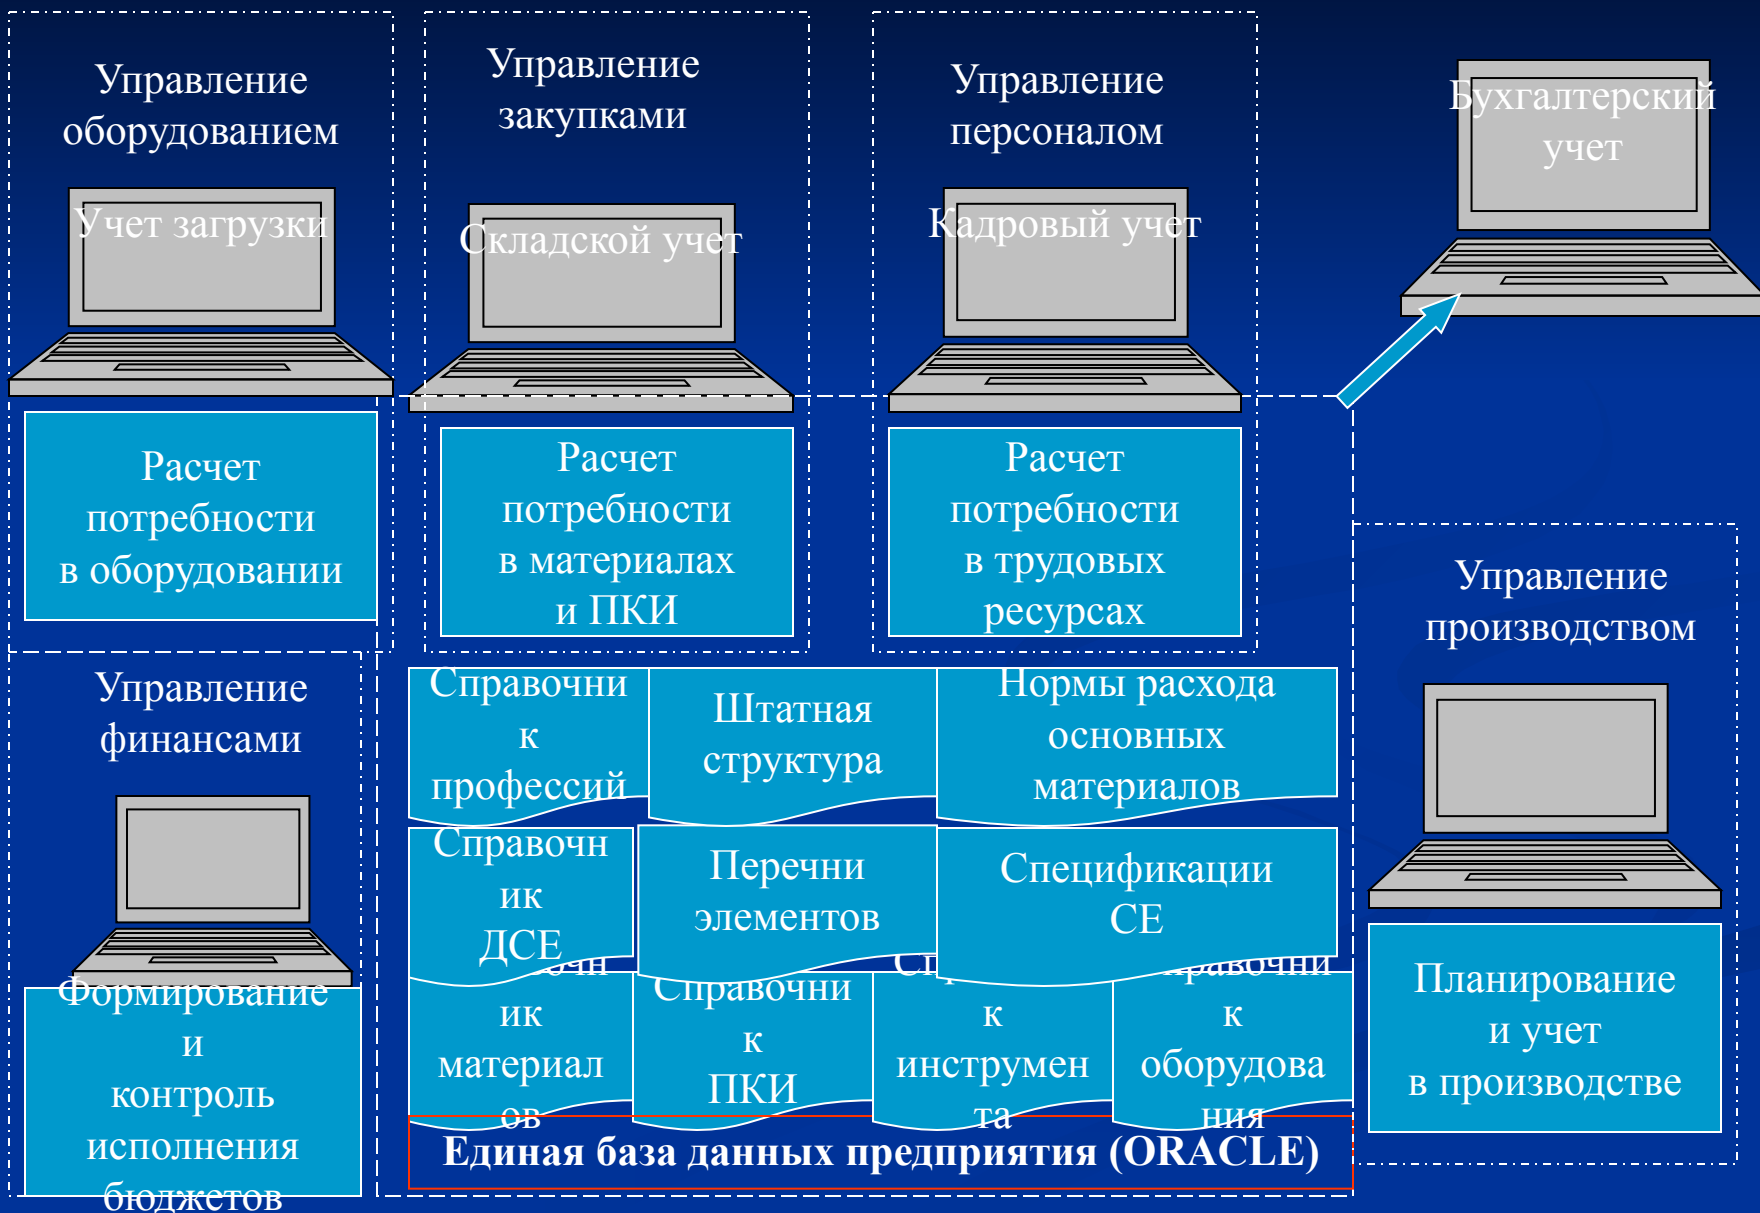 Управление
оборудованием
Учет загрузки
Расчет
потребности
в оборудовании
Управление
закупками
Складской учет
Расчет
потребности
в материалах
и ПКИ
Управление
персоналом
Кадровый учет
Расчет
потребности
в трудовых
ресурсах
Бухгалтерский
учет
Управление
финансами
Формирование
и
контроль
исполнения
бюджетов
Справочни
к
профессий
Штатная
структура
Нормы расхода
основных
материалов
Справочн
ик
ДСЕ
Перечни
элементов
Спецификации
СЕ
ик
материал
ов
Справочни
к
ПКИ
к
инструмен
та
Справочни
к
оборудова
ния
Единая база данных предприятия (ORACLE)
Управление
производством
Планирование
и учет
в производстве